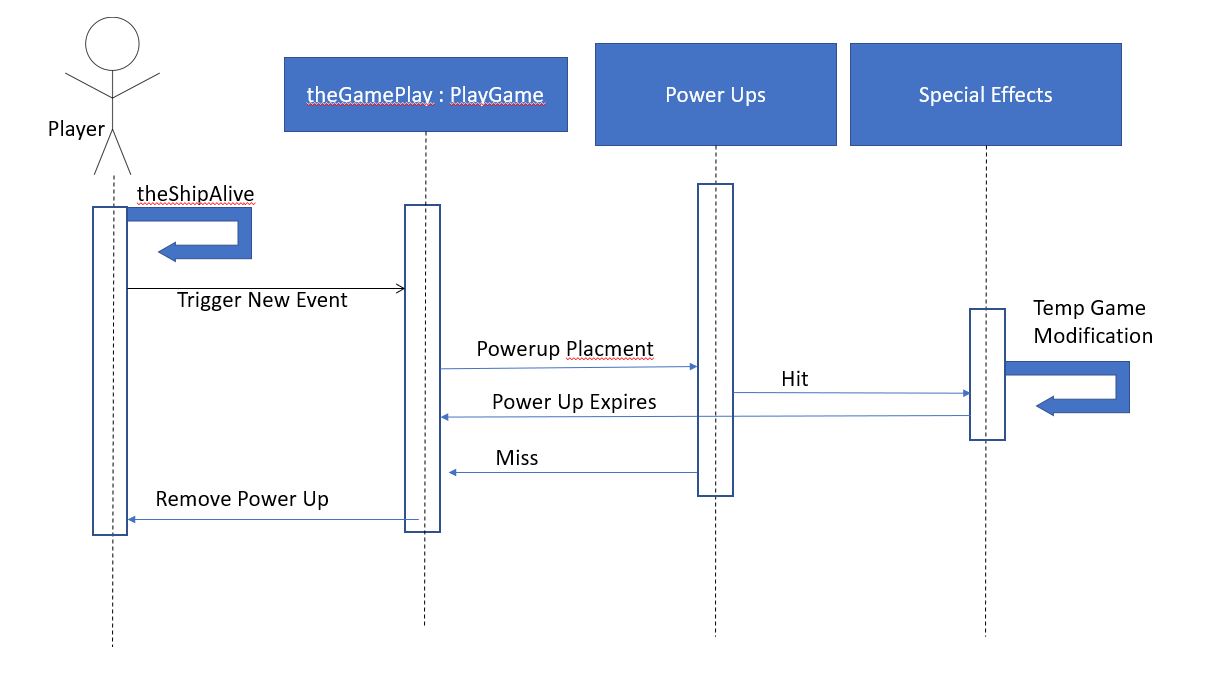 theGamePlay : PlayGame
Power Ups
Special Effects
Player
theShipAlive
Trigger New Event
Temp Game
Modification
Powerup Placment
Hit
Power Up Expires
Miss
Remove Power Up